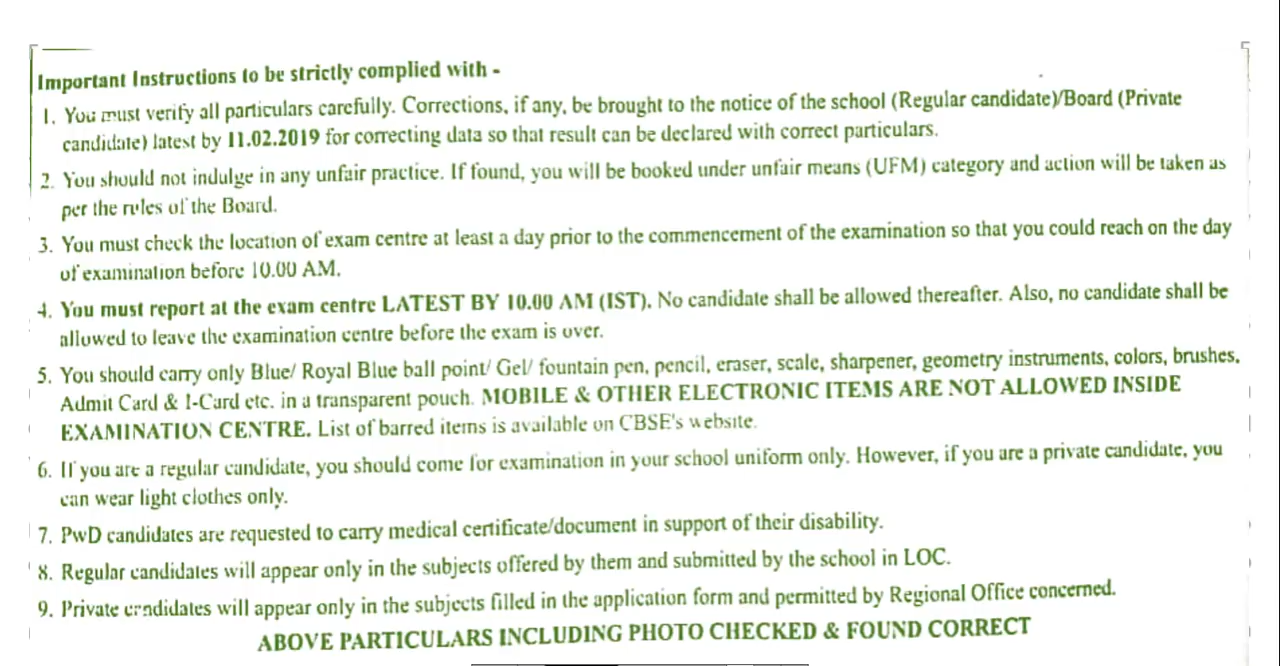 Important Instructions to be strictly complied with -
1. You must verify all particulars carefully. Corrections, if any, be brought to the notice of the school (Regular candidate)/Board (Private
candidate) latest by 11.02.2019 for correcting data so that result can be declared with correct particulars.
2. You should not indulge in any unfair practice. If found, you will be booked under unfair means (UFM) category and action will be taken as
per the rules of the Board.
3. You must check the location of exam centre at least a day prior to the commencement of the examination so that you could reach on the day
of examination before 10.00 AM.
4. You must report at the exam centre LATEST BY 10.00 AM (IST). No candidate shall be allowed thereafter. Also, no candidate shall be
allowed to leave the examination centre before the exam is over.
5. You should carry only Blue/ Royal Blue ball point/ Gel/ fountain pen, pencil, eraser, scale, sharpener, geometry instruments, colors, brushes,
Admit Card & I-Card etc. in a transparent pouch. MOBILE & OTHER ELECTRONIC ITEMS ARE NOT ALLOWED INSIDE
EXAMINATION CENTRE. List of barred items is available on CBSE's website.
6. If you are a regular candidate, you should come for examination in your school uniform only. However, if you are a private candidate, you
can wear light clothes only.
7. PwD candidates are requested to carry medical certificate/document in support of their disability.
8. Regular candidates will appear only in the subjects offered by them and submitted by the school in LOC.
9. Private candidates will appear only in the subjects filled in the application form and permitted by Regional Office concerned.
ABOVE PARTICULARS INCLUDING PHOTO CHECKED & FOUND CORRECT